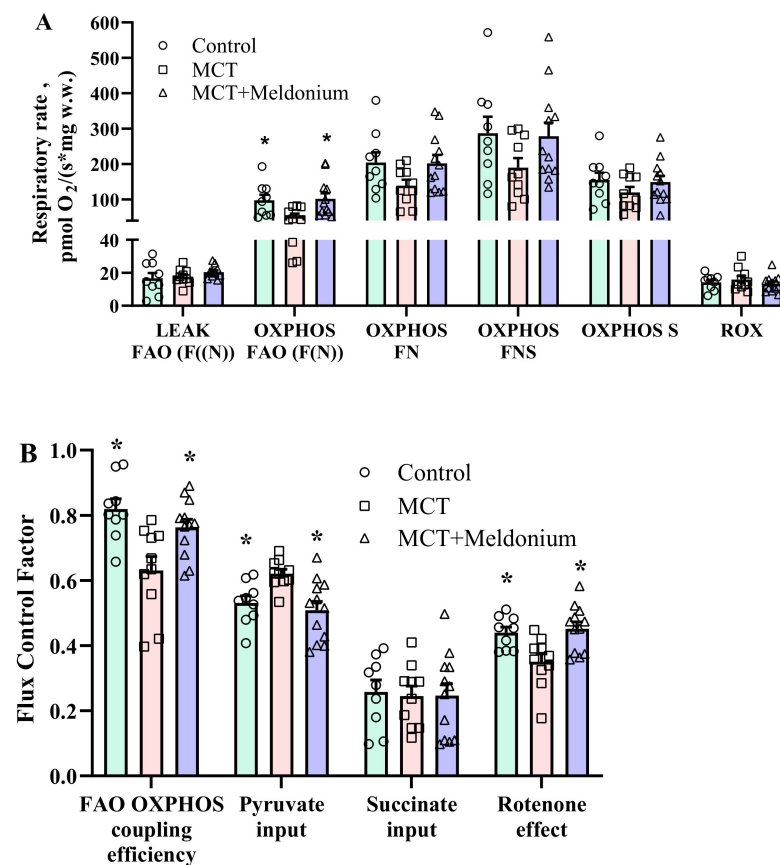 A
Respiratory rate ,
pmol O2/(s*mg w.w.)
600
500
400
300
200
100
40
20
0
Control
MCT
MCT+Meldonium
* *
LEAK
FAO (F((N))
OXPHOS
FAO (F(N))
OXPHOS
FN
OXPHOS
FNS
OXPHOS S
ROX
B
Flux Control Factor
1.0
0.8
0.6
0.4
0.2
0.0
Control
MCT
MCT+Meldonium
* * * * * *
FAO OXPHOS
coupling
efficiency
Pyruvate
input
Succinate
input
Rotenone
effect